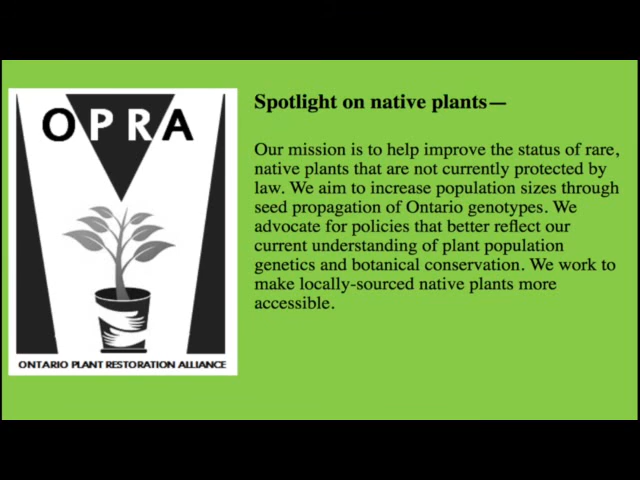 OPRA
ONTARIO PLANT RESTORATION ALLIANCE
Spotlight on native plants—
Our mission is to help improve the status of rare,
native plants that are not currently protected by
law. We aim to increase population sizes through
seed propagation of Ontario genotypes. We
advocate for policies that better reflect our
current understanding of plant population
genetics and botanical conservation. We work to
make locally-sourced native plants more
accessible.